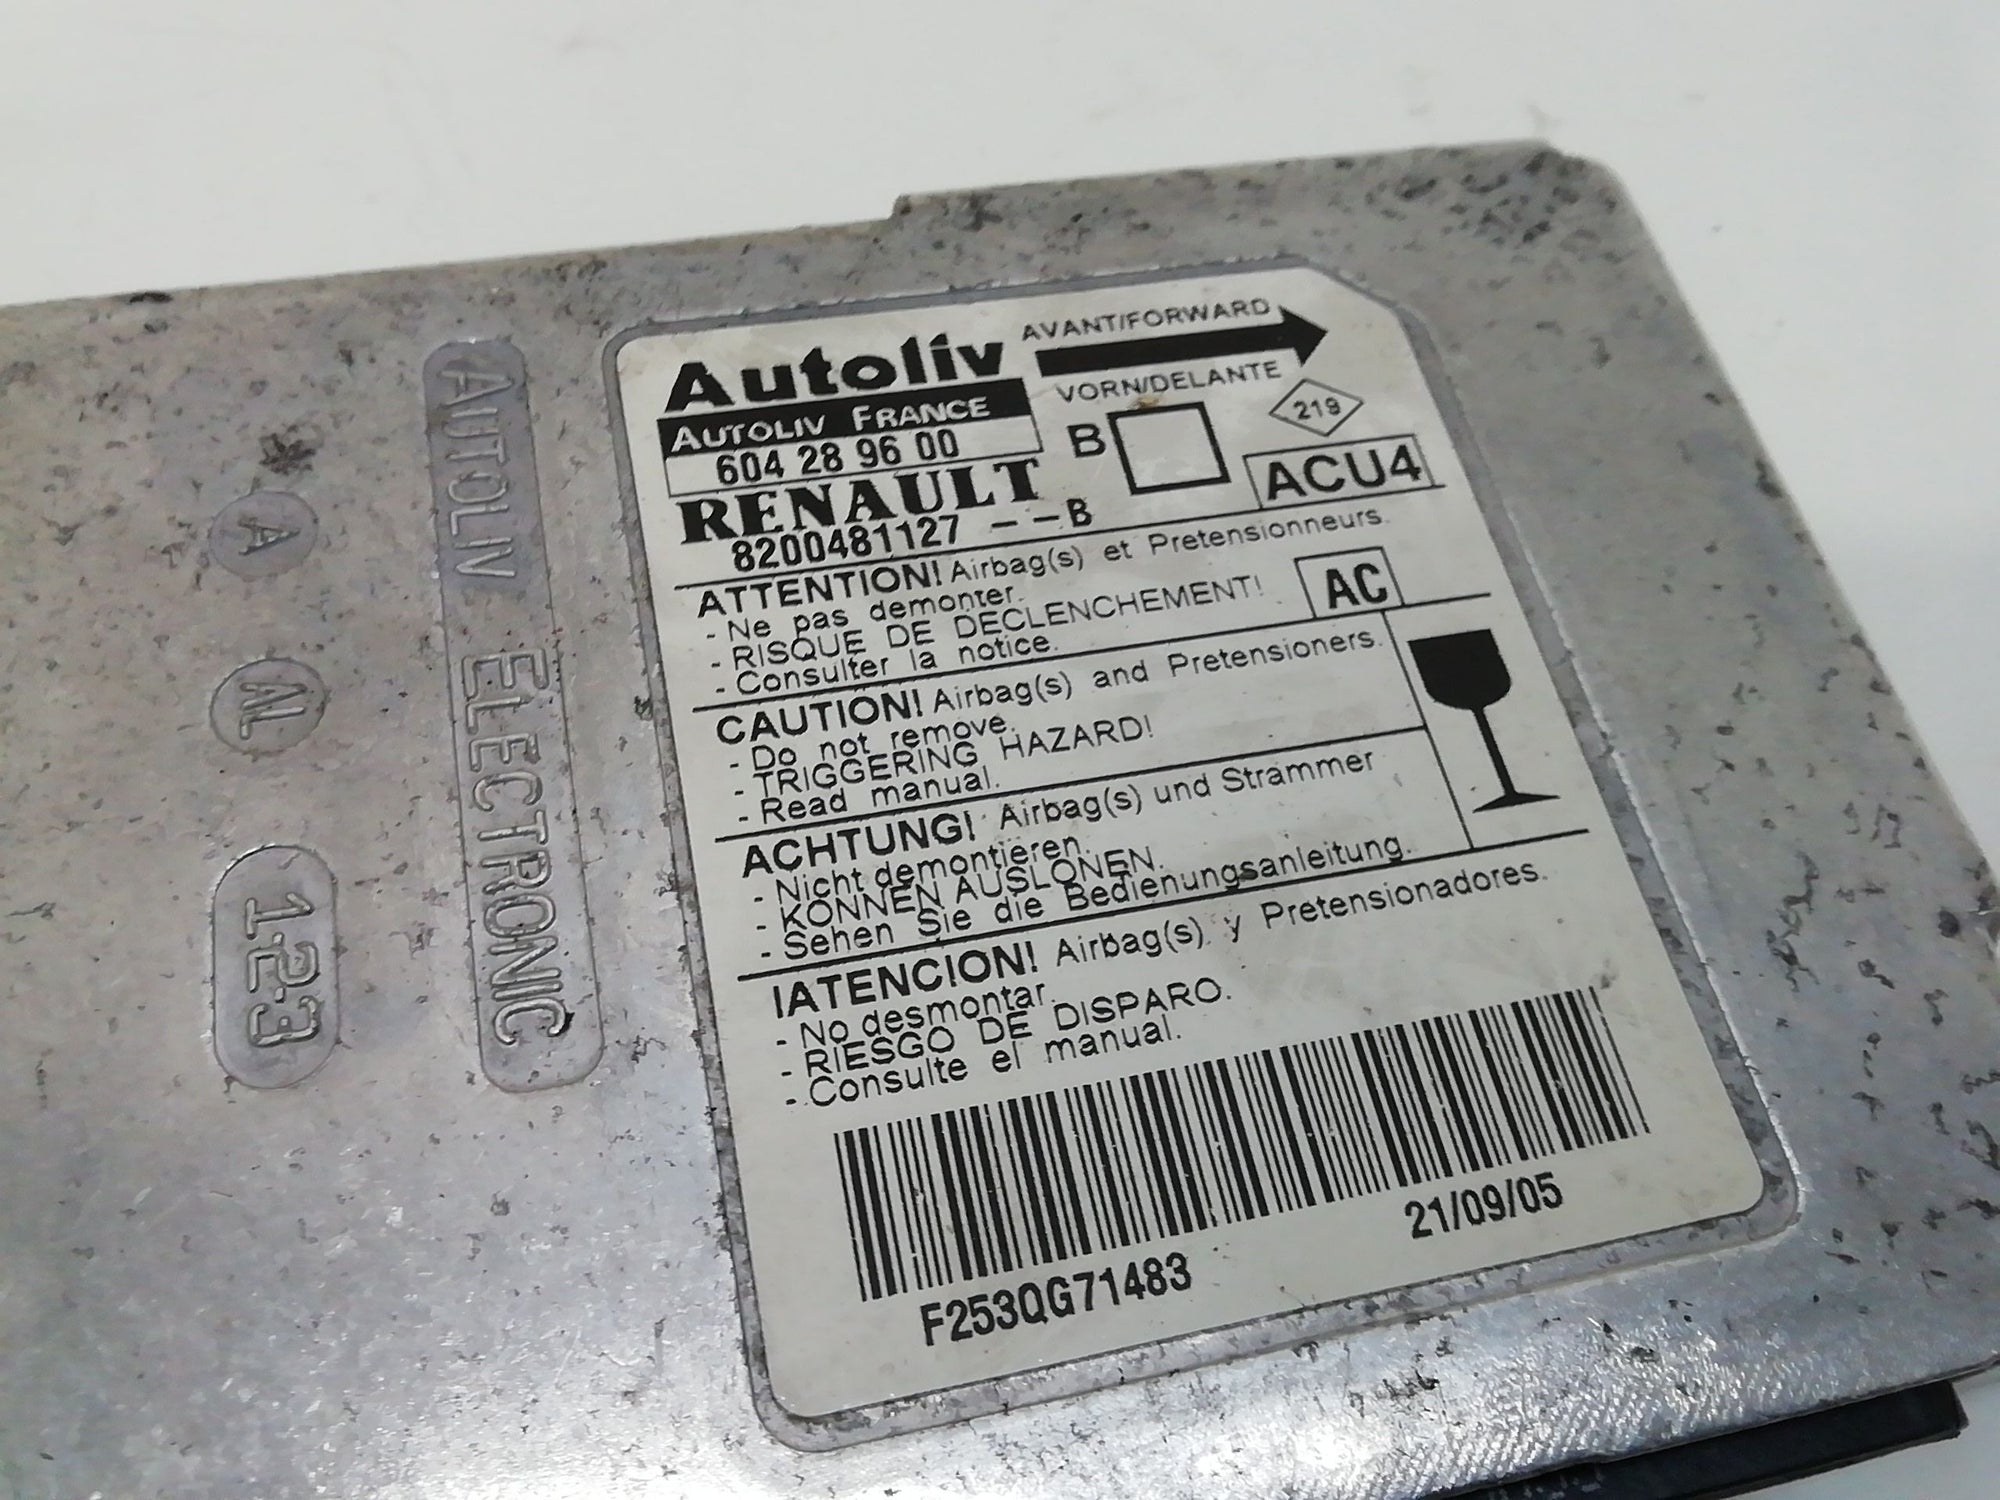 Autoliv
AUTOLIV FRANCE
604 28 96 00
RENAULT
8200481127 --B
AVANT/FORWARD
VORN/DELANTE
B
219
ACU4
ATTENTION! Airbag(s) et Pretensionneurs.
- Ne pas demonter.
- RISQUE DE DECLENCHEMENT!
- Consulter la notice.
AC
CAUTION! Airbag(s) and Pretensioners.
- Do not remove.
- TRIGGERING HAZARD!
- Read manual.
ACHTUNG! Airbag(s) und Strammer
- Nicht demontieren.
- KÖNNEN AUSLÖNEN.
- Sehen Sie die Bedienungsanleitung.
IATENCION! Airbag(s) y Pretensionadores.
- No desmontar.
- RIESGO DE DISPARO.
- Consulte el manual.
21/09/05
F253QG71483
AUTOLIV ELECTRONIC
A
AL
1-2-3